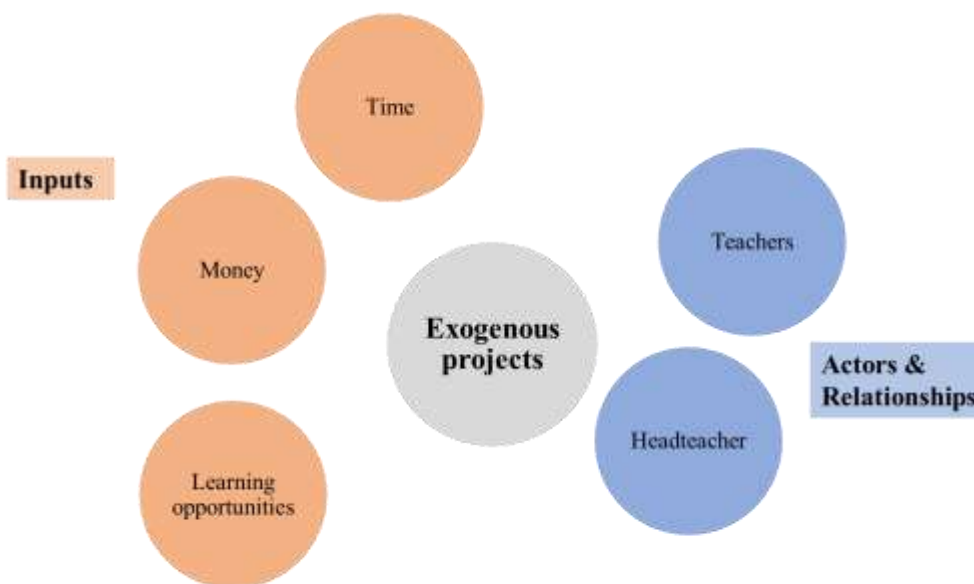 Time
Inputs
Money
Learning
opportunities
Exogenous
projects
Teachers
Headteacher
Actors &
Relationships